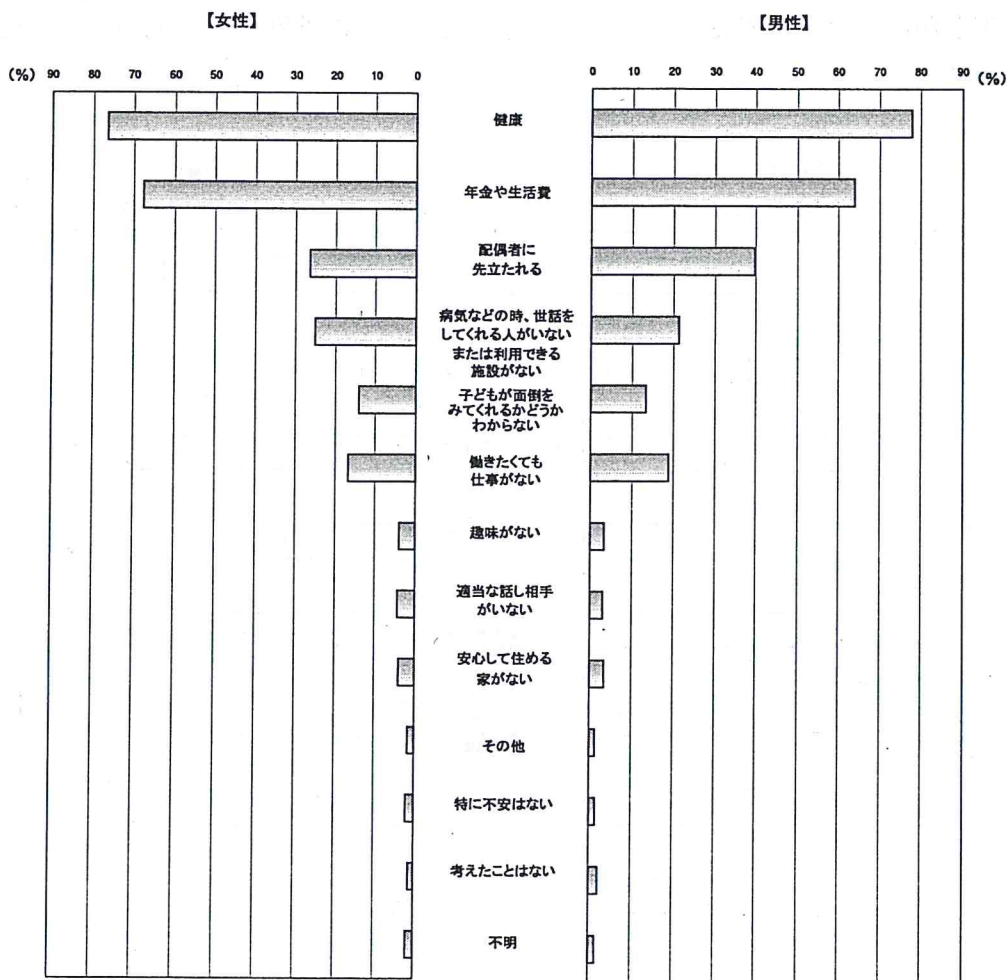 【女性】
【男性】
(%) 90 80 70 60 50 40 30 20 10 0
0 10 20 30 40 50 60 70 80 90 (%)
健康
年金や生活費
配偶者に
先立たれる
病気などの時、世話を
してくれる人がいない
または利用できる
施設がない
子どもが面倒を
みてくれるかどうか
わからない
働きたくても
仕事がない
趣味がない
適当な話し相手
がいない
安心して住める
家がない
その他
特に不安はない
考えたことはない
不明